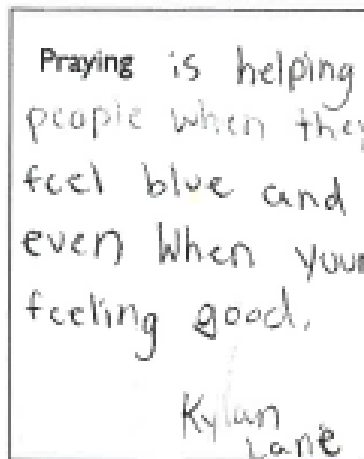 Praying is helping
people when they
feel blue and
even when your
feeling good.
Kylan
Lane